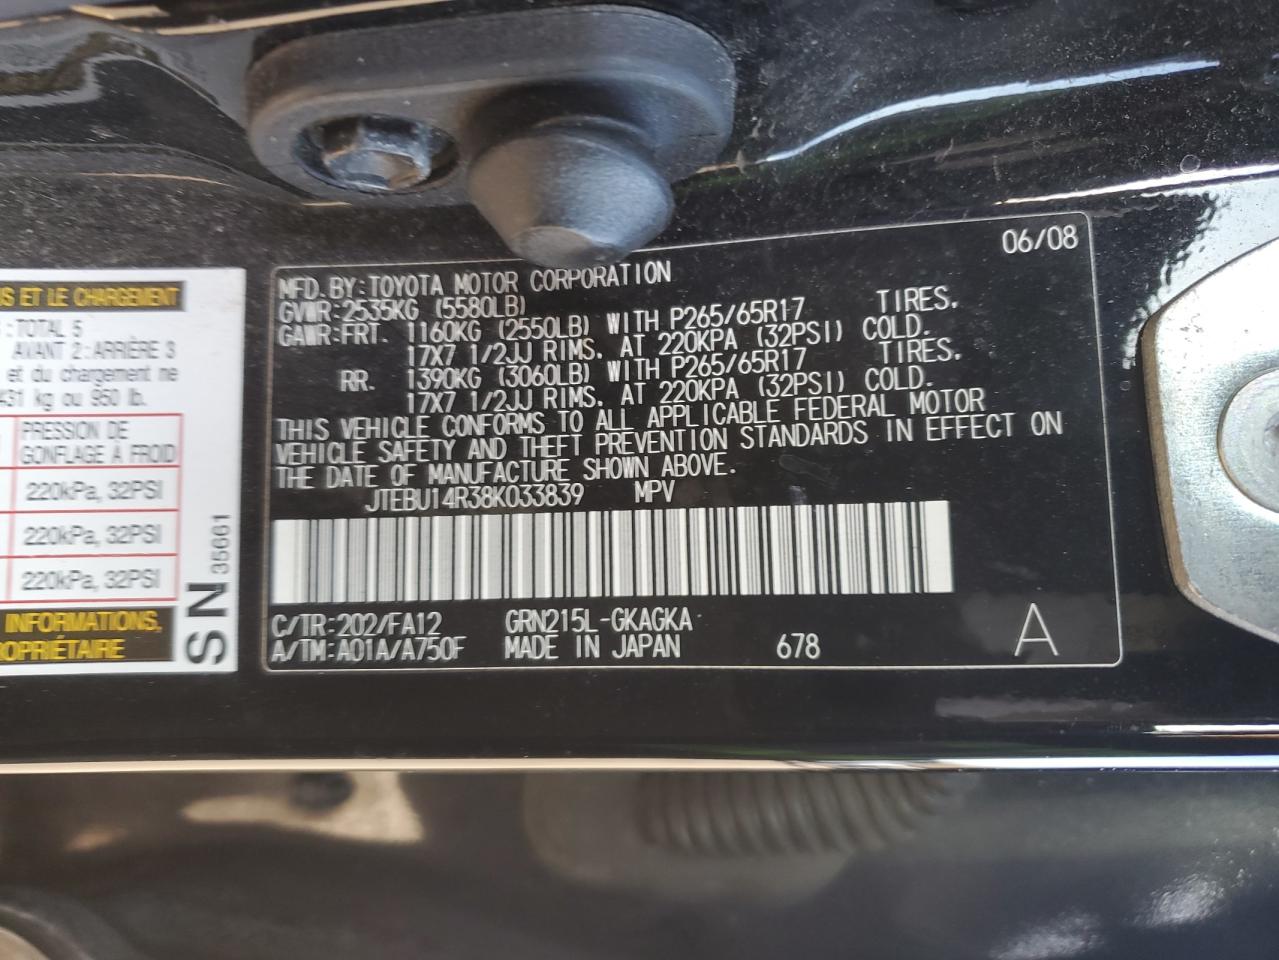 US ET LE CHARGEMENT
: TOTAL 5
AVANT 2 : ARRIÈRE 3
et du chargement ne
431 kg ou 950 lb.
PRESSION DE
GONFLAGE À FROID
220kPa, 32PSI
220kPa, 32PSI
220kPa, 32PSI
INFORMATIONS,
PROPRIÉTAIRE
SN 35661
06/08
MFD. BY: TOYOTA MOTOR CORPORATION
GVWR: 2535KG (5580LB)
GAWR: FRT. 1160KG (2550LB) WITH P265/65R17 TIRES,
17X7 1/2JJ RIMS, AT 220KPA (32PSI) COLD.
RR. 1390KG (3060LB) WITH P265/65R17 TIRES,
17X7 1/2JJ RIMS, AT 220KPA (32PSI) COLD.
THIS VEHICLE CONFORMS TO ALL APPLICABLE FEDERAL MOTOR
VEHICLE SAFETY AND THEFT PREVENTION STANDARDS IN EFFECT ON
THE DATE OF MANUFACTURE SHOWN ABOVE.
JTEBU14R38K033839 MPV
C/TR: 202/FA12 GRN215L-GKAGKA
A/TM: A01A/A750F MADE IN JAPAN 678 A